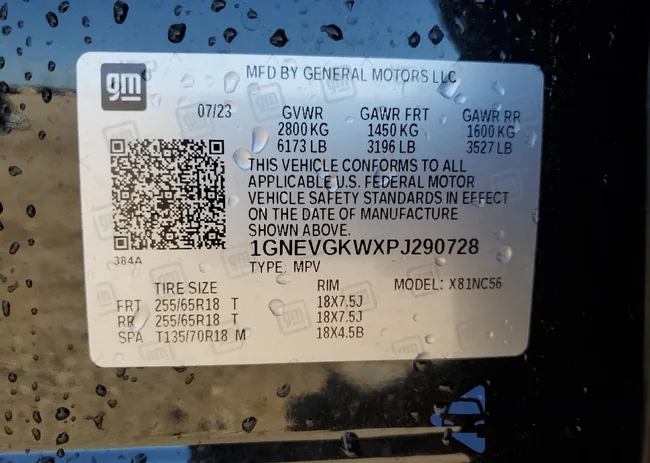 gm
MFD BY GENERAL MOTORS LLC
07/23 GVWR GAWR FRT GAWR RR
2800 KG 1450 KG 1600 KG
6173 LB 3196 LB 3527 LB
THIS VEHICLE CONFORMS TO ALL
APPLICABLE U.S. FEDERAL MOTOR
VEHICLE SAFETY STANDARDS IN EFFECT
ON THE DATE OF MANUFACTURE
SHOWN ABOVE.
384A
1GNEVGKWXPJ290728
TYPE: MPV
TIRE SIZE RIM MODEL: X81NC56
FRT 255/65R18 T 18X7.5J
RR 255/65R18 T 18X7.5J
SPA T135/70R18 M 18X4.5B